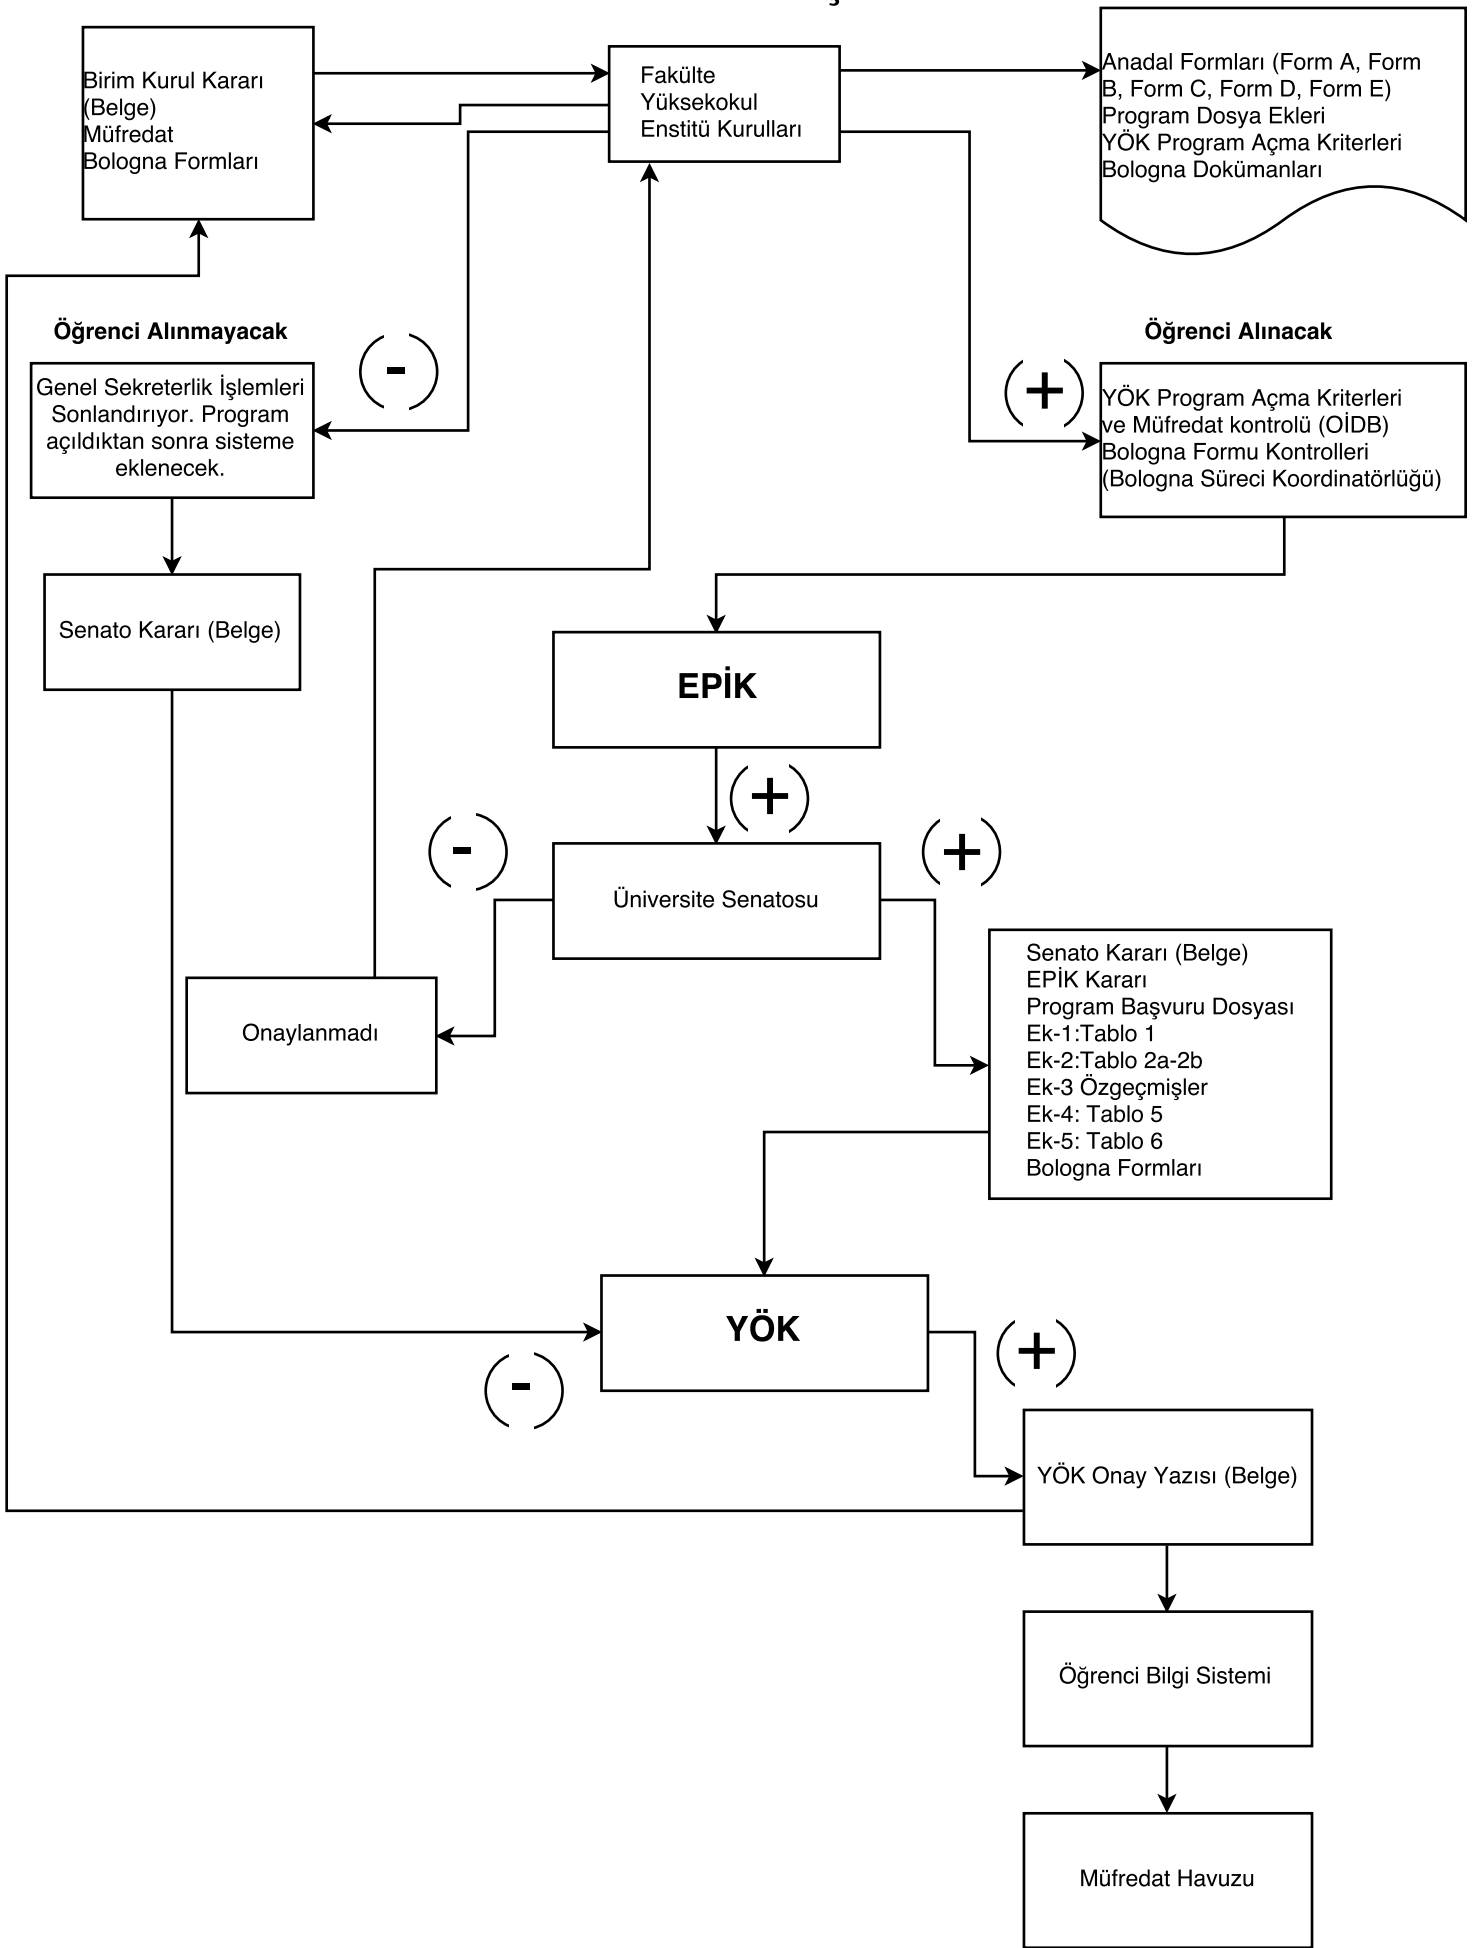 Birim Kurul Kararı
(Belge)
Müfredat
Bologna Formları
Fakülte
Yüksekokul
Enstitü Kurulları
Anadal Formları (Form A, Form
B, Form C, Form D, Form E)
Program Dosya Ekleri
YÖK Program Açma Kriterleri
Bologna Dokümanları
Öğrenci Alınmayacak
(-)
Genel Sekreterlik İşlemleri
Sonlandırıyor. Program
açıldıktan sonra sisteme
eklenecek.
Öğrenci Alınacak
(+)
YÖK Program Açma Kriterleri
ve Müfredat kontrolü (OİDB)
Bologna Formu Kontrolleri
(Bologna Süreci Koordinatörlüğü)
Senato Kararı (Belge)
EPİK
(+)
(-)
(+)
Üniversite Senatosu
Onaylanmadı
Senato Kararı (Belge)
EPİK Kararı
Program Başvuru Dosyası
Ek-1:Tablo 1
Ek-2:Tablo 2a-2b
Ek-3 Özgeçmişler
Ek-4: Tablo 5
Ek-5: Tablo 6
Bologna Formları
YÖK
(-)
(+)
YÖK Onay Yazısı (Belge)
Öğrenci Bilgi Sistemi
Müfredat Havuzu